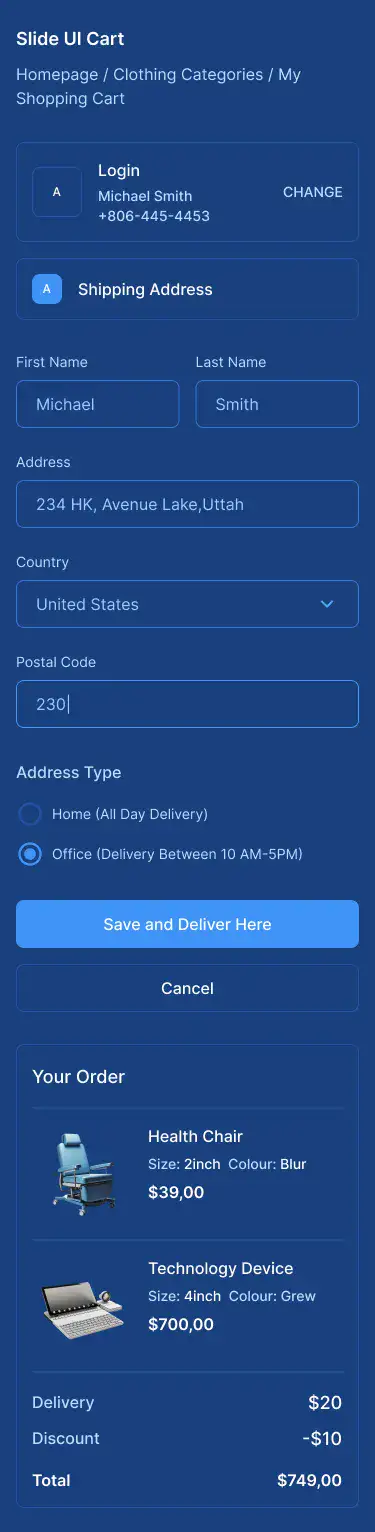 Slide UI Cart
Homepage / Clothing Categories / My
Shopping Cart
A
Login
Michael Smith
+806-445-4453
CHANGE
A
Shipping Address
First Name
Last Name
Michael
Smith
Address
234 HK, Avenue Lake,Uttah
Country
United States
Postal Code
230
Address Type
Home (All Day Delivery)
Office (Delivery Between 10 AM-5PM)
Save and Deliver Here
Cancel
Your Order
Health Chair
Size: 2inch Colour: Blur
$39,00
Technology Device
Size: 4inch Colour: Grew
$700,00
Delivery $20
Discount -$10
Total $749,00